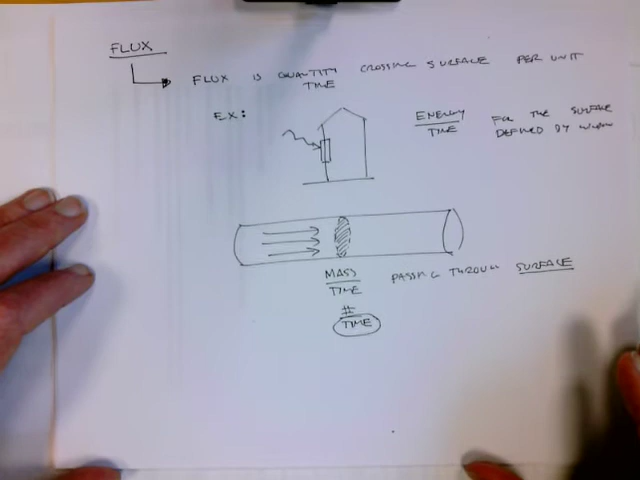 FLUX
FLUX IS QUANTITY CROSSING SURFACE PER UNIT
TIME
EX:
ENERGY
TIME
FOR THE SURFACE
DEFINED BY WINDOW
MASS
TIME
PASSING THROUGH SURFACE
#
TIME